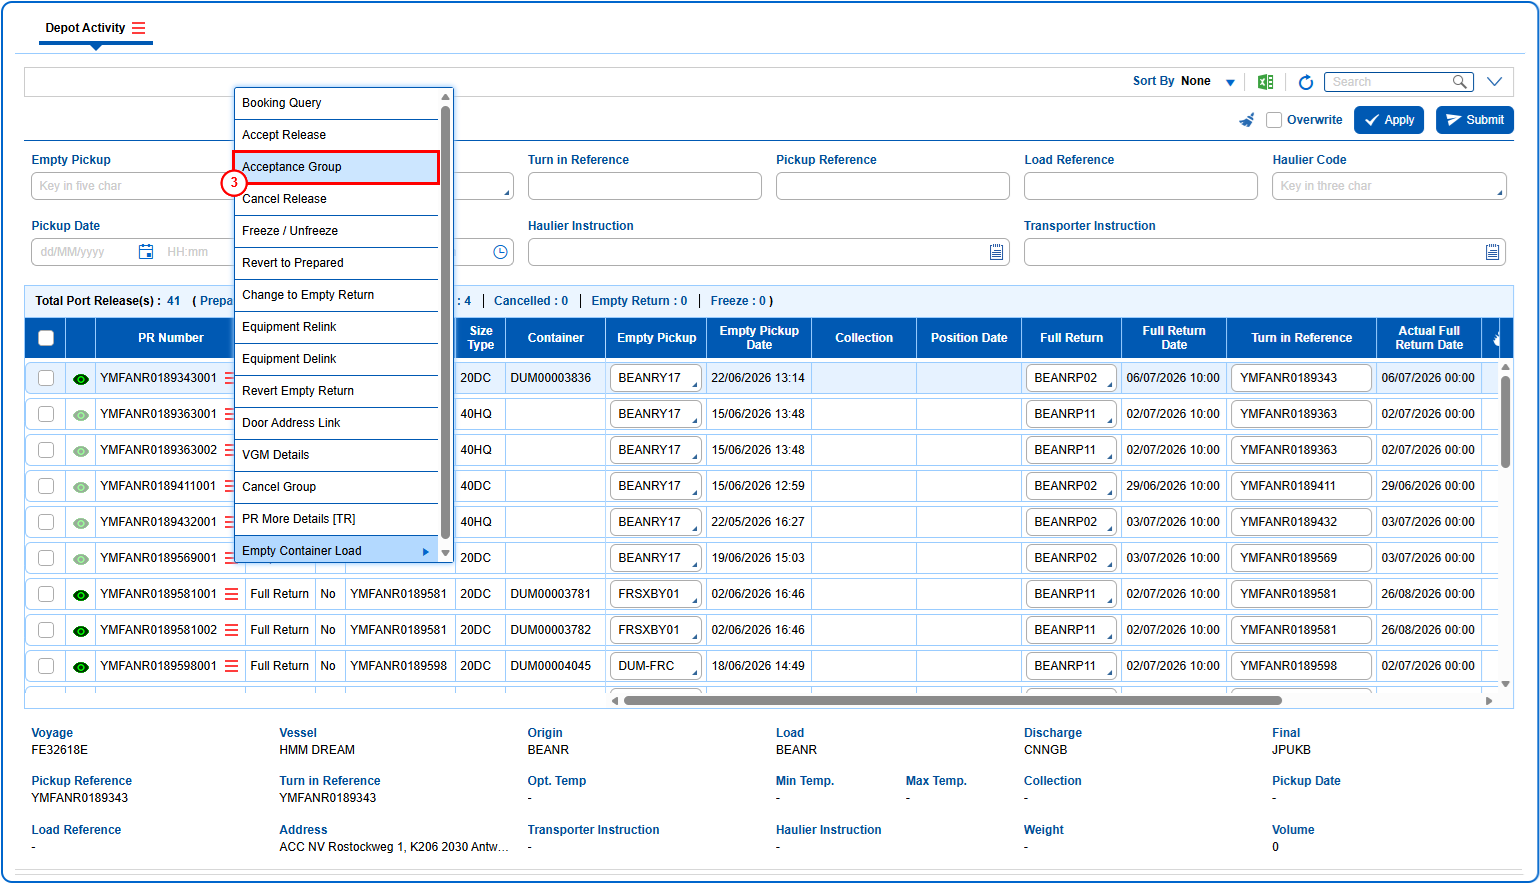 Depot Activity
Sort By None
Search
Overwrite
Apply
Submit
Booking Query
Accept Release
Acceptance Group
3
Cancel Release
Freeze / Unfreeze
Revert to Prepared
Change to Empty Return
Equipment Relink
Equipment Delink
Revert Empty Return
Door Address Link
VGM Details
Cancel Group
PR More Details [TR]
Empty Container Load
Empty Pickup
Key in five char
Turn in Reference
Pickup Reference
Load Reference
Haulier Code
Key in three char
Pickup Date
dd/MM/yyyy HH:mm
Haulier Instruction
Transporter Instruction
Total Port Release(s) : 41 ( Prepa : 4 | Cancelled : 0 | Empty Return : 0 | Freeze : 0 )
PR Number Size Type Container Empty Pickup Empty Pickup Date Collection Position Date Full Return Full Return Date Turn in Reference Actual Full Return Date
YMFANR0189343001 20DC DUM00003836 BEANRY17 22/06/2026 13:14 BEANRP02 06/07/2026 10:00 YMFANR0189343 06/07/2026 00:00
YMFANR0189363001 40HQ BEANRY17 15/06/2026 13:48 BEANRP11 02/07/2026 10:00 YMFANR0189363 02/07/2026 00:00
YMFANR0189363002 40HQ BEANRY17 15/06/2026 13:48 BEANRP11 02/07/2026 10:00 YMFANR0189363 02/07/2026 00:00
YMFANR0189411001 40DC BEANRY17 15/06/2026 12:59 BEANRP02 29/06/2026 10:00 YMFANR0189411 29/06/2026 00:00
YMFANR0189432001 40HQ BEANRY17 22/05/2026 16:27 BEANRP02 03/07/2026 10:00 YMFANR0189432 03/07/2026 00:00
YMFANR0189569001 20DC BEANRY17 19/06/2026 15:03 BEANRP02 03/07/2026 10:00 YMFANR0189569 03/07/2026 00:00
YMFANR0189581001 Full Return No YMFANR0189581 20DC DUM00003781 FRSXBY01 02/06/2026 16:46 BEANRP11 02/07/2026 10:00 YMFANR0189581 26/08/2026 00:00
YMFANR0189581002 Full Return No YMFANR0189581 20DC DUM00003782 FRSXBY01 02/06/2026 16:46 BEANRP11 02/07/2026 10:00 YMFANR0189581 26/08/2026 00:00
YMFANR0189598001 Full Return No YMFANR0189598 20DC DUM00004045 DUM-FRC 18/06/2026 14:49 BEANRP11 02/07/2026 10:00 YMFANR0189598 02/07/2026 00:00
Voyage Vessel Origin Load Discharge Final
FE32618E HMM DREAM BEANR BEANR CNNGB JPUKB
Pickup Reference Turn in Reference Opt. Temp Min Temp. Max Temp. Collection Pickup Date
YMFANR0189343 YMFANR0189343 - - - - -
Load Reference Address Transporter Instruction Haulier Instruction Weight Volume
- ACC NV Rostockweg 1, K206 2030 Antw... - - - 0